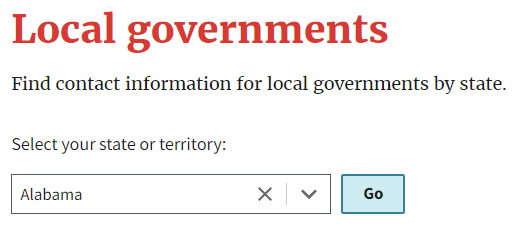 Local governments
Find contact information for local governments by state.
Select your state or territory:
Alabama
Go